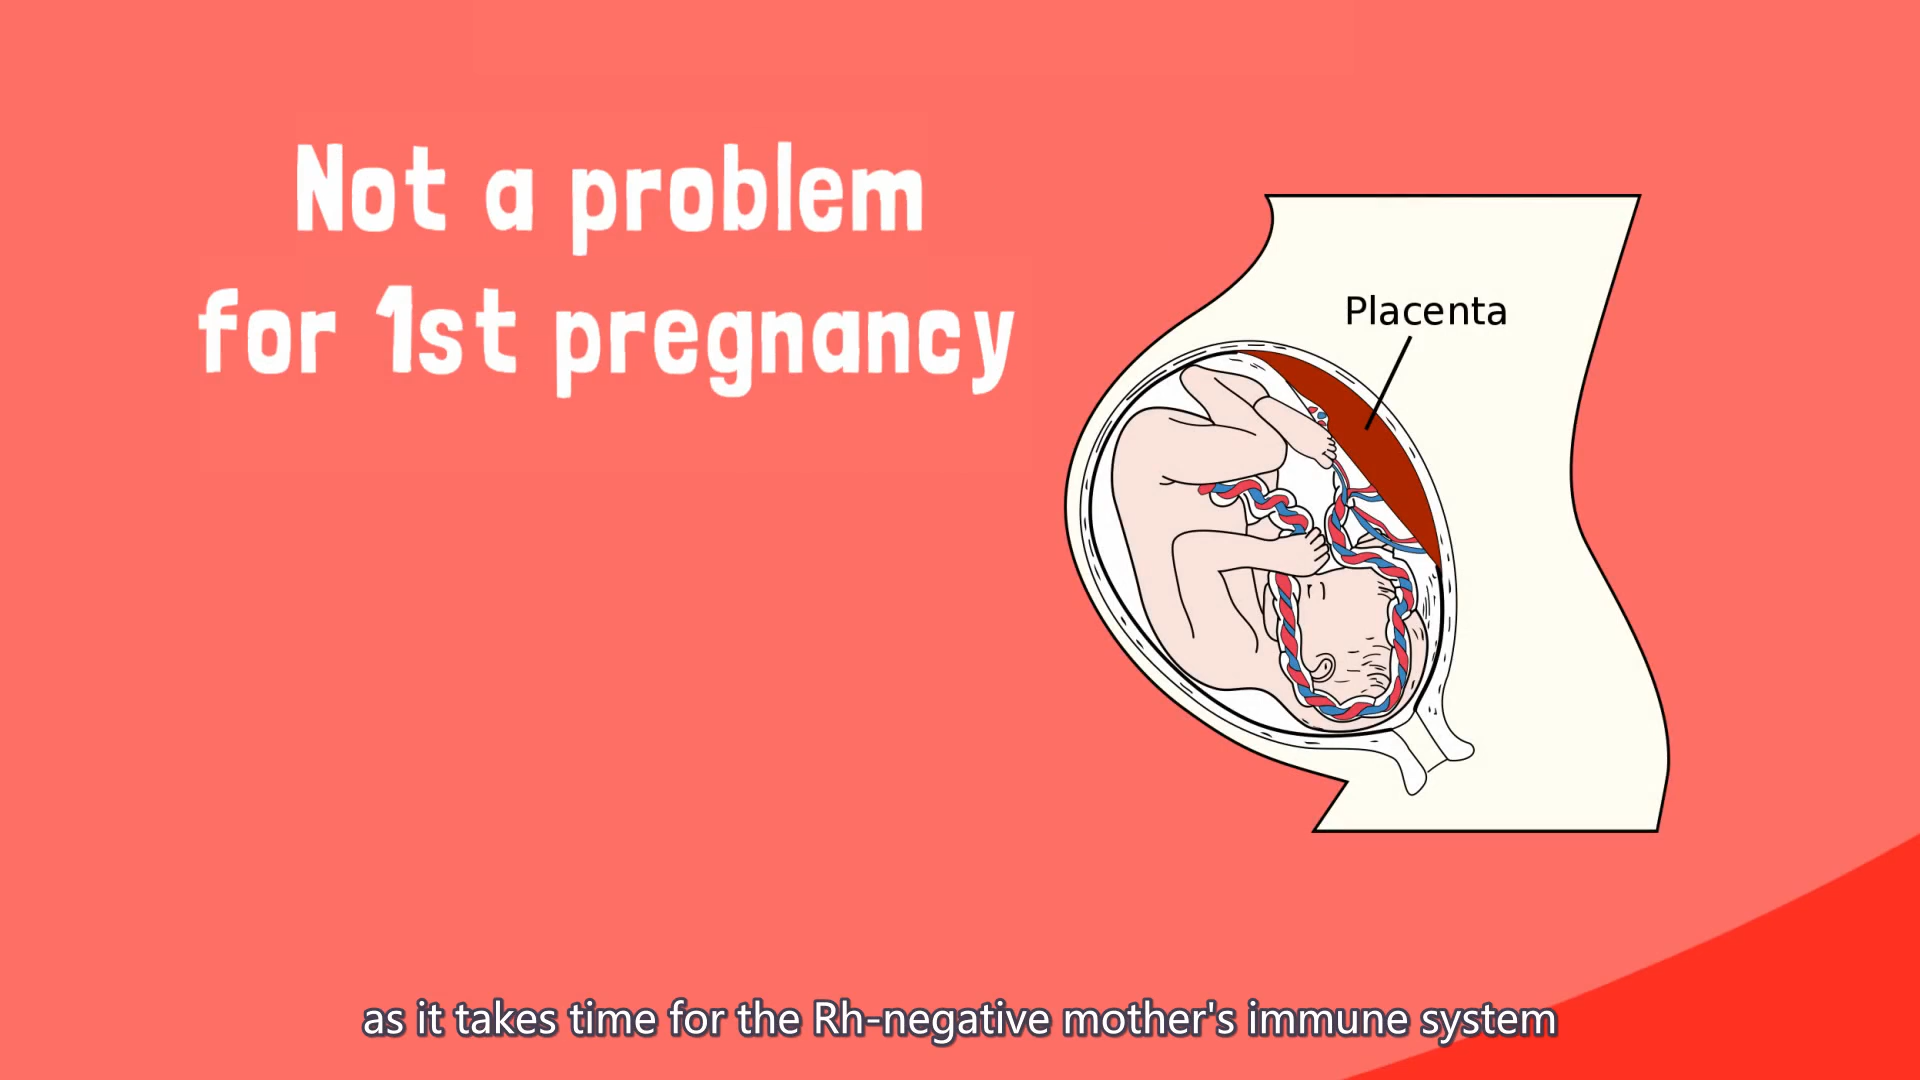 Not a problem
for 1st pregnancy
Placenta
as it takes time for the Rh-negative mother's immune system